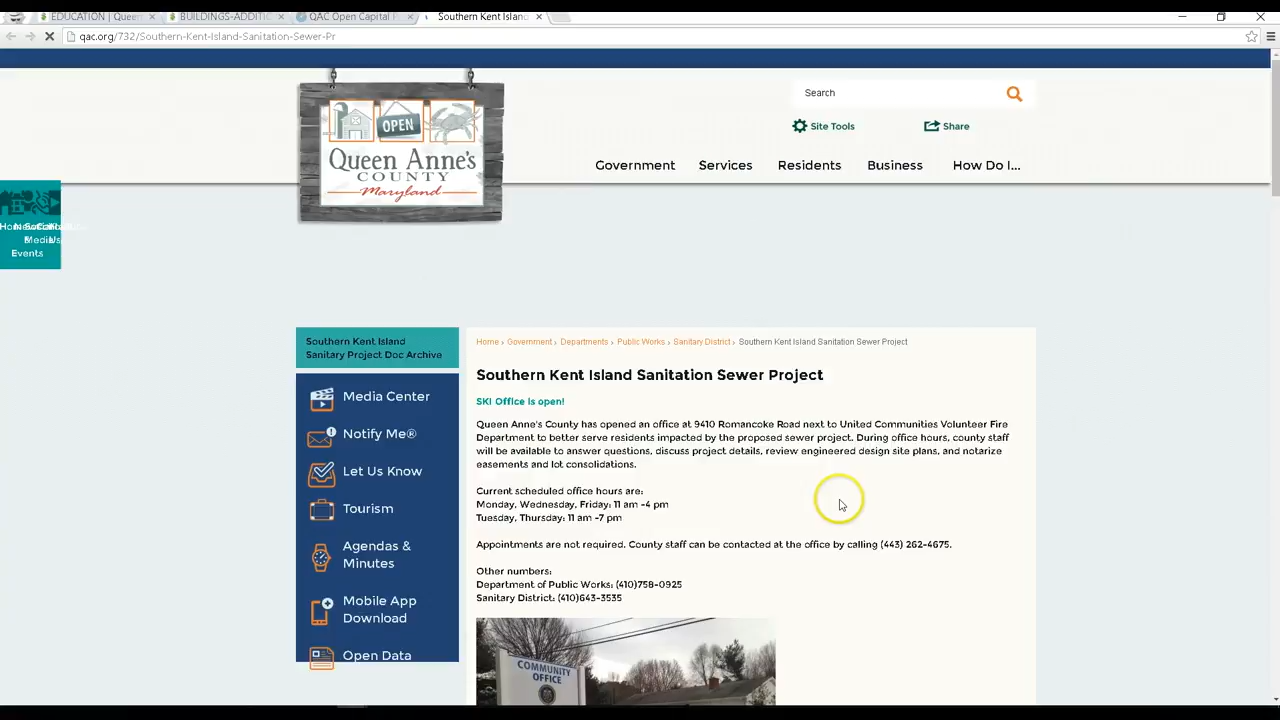 EDUCATION | Queen
BUILDINGS-ADDITIO
QAC Open Capital P
Southern Kent Island
qac.org/732/Southern-Kent-Island-Sanitation-Sewer-Pr
OPEN
Queen Anne's
COUNTY
Maryland
Search
Site Tools
Share
Government
Services
Residents
Business
How Do I...
Media
Events
Southern Kent Island
Sanitary Project Doc Archive
Media Center
Notify Me®
Let Us Know
Tourism
Agendas &
Minutes
Mobile App
Download
Open Data
Home › Government › Departments › Public Works › Sanitary District › Southern Kent Island Sanitation Sewer Project
Southern Kent Island Sanitation Sewer Project
SKI Office is open!
Queen Anne's County has opened an office at 9410 Romancoke Road next to United Communities Volunteer Fire
Department to better serve residents impacted by the proposed sewer project. During office hours, county staff
will be available to answer questions, discuss project details, review engineered design site plans, and notarize
easements and lot consolidations.
Current scheduled office hours are:
Monday, Wednesday, Friday: 11 am -4 pm
Tuesday, Thursday: 11 am -7 pm
Appointments are not required. County staff can be contacted at the office by calling (443) 262-4675.
Other numbers:
Department of Public Works: (410)758-0925
Sanitary District: (410)643-3535
COMMUNITY
OFFICE